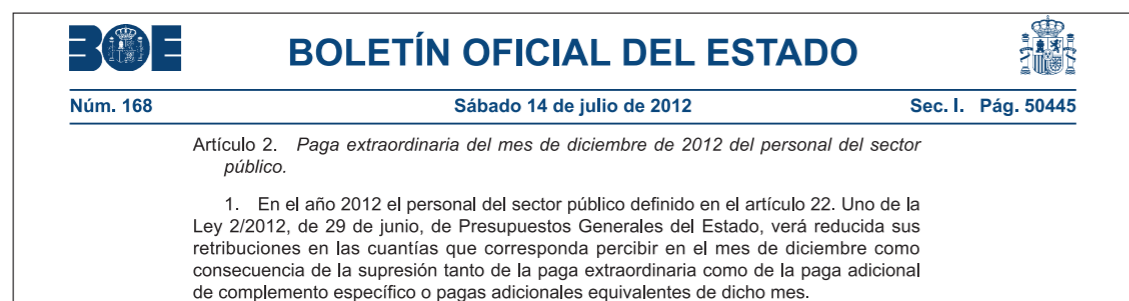 BOE
BOLETÍN OFICIAL DEL ESTADO
Núm. 168 Sábado 14 de julio de 2012 Sec. I. Pág. 50445
Artículo 2. Paga extraordinaria del mes de diciembre de 2012 del personal del sector
público.
1. En el año 2012 el personal del sector público definido en el artículo 22. Uno de la
Ley 2/2012, de 29 de junio, de Presupuestos Generales del Estado, verá reducida sus
retribuciones en las cuantías que corresponda percibir en el mes de diciembre como
consecuencia de la supresión tanto de la paga extraordinaria como de la paga adicional
de complemento específico o pagas adicionales equivalentes de dicho mes.